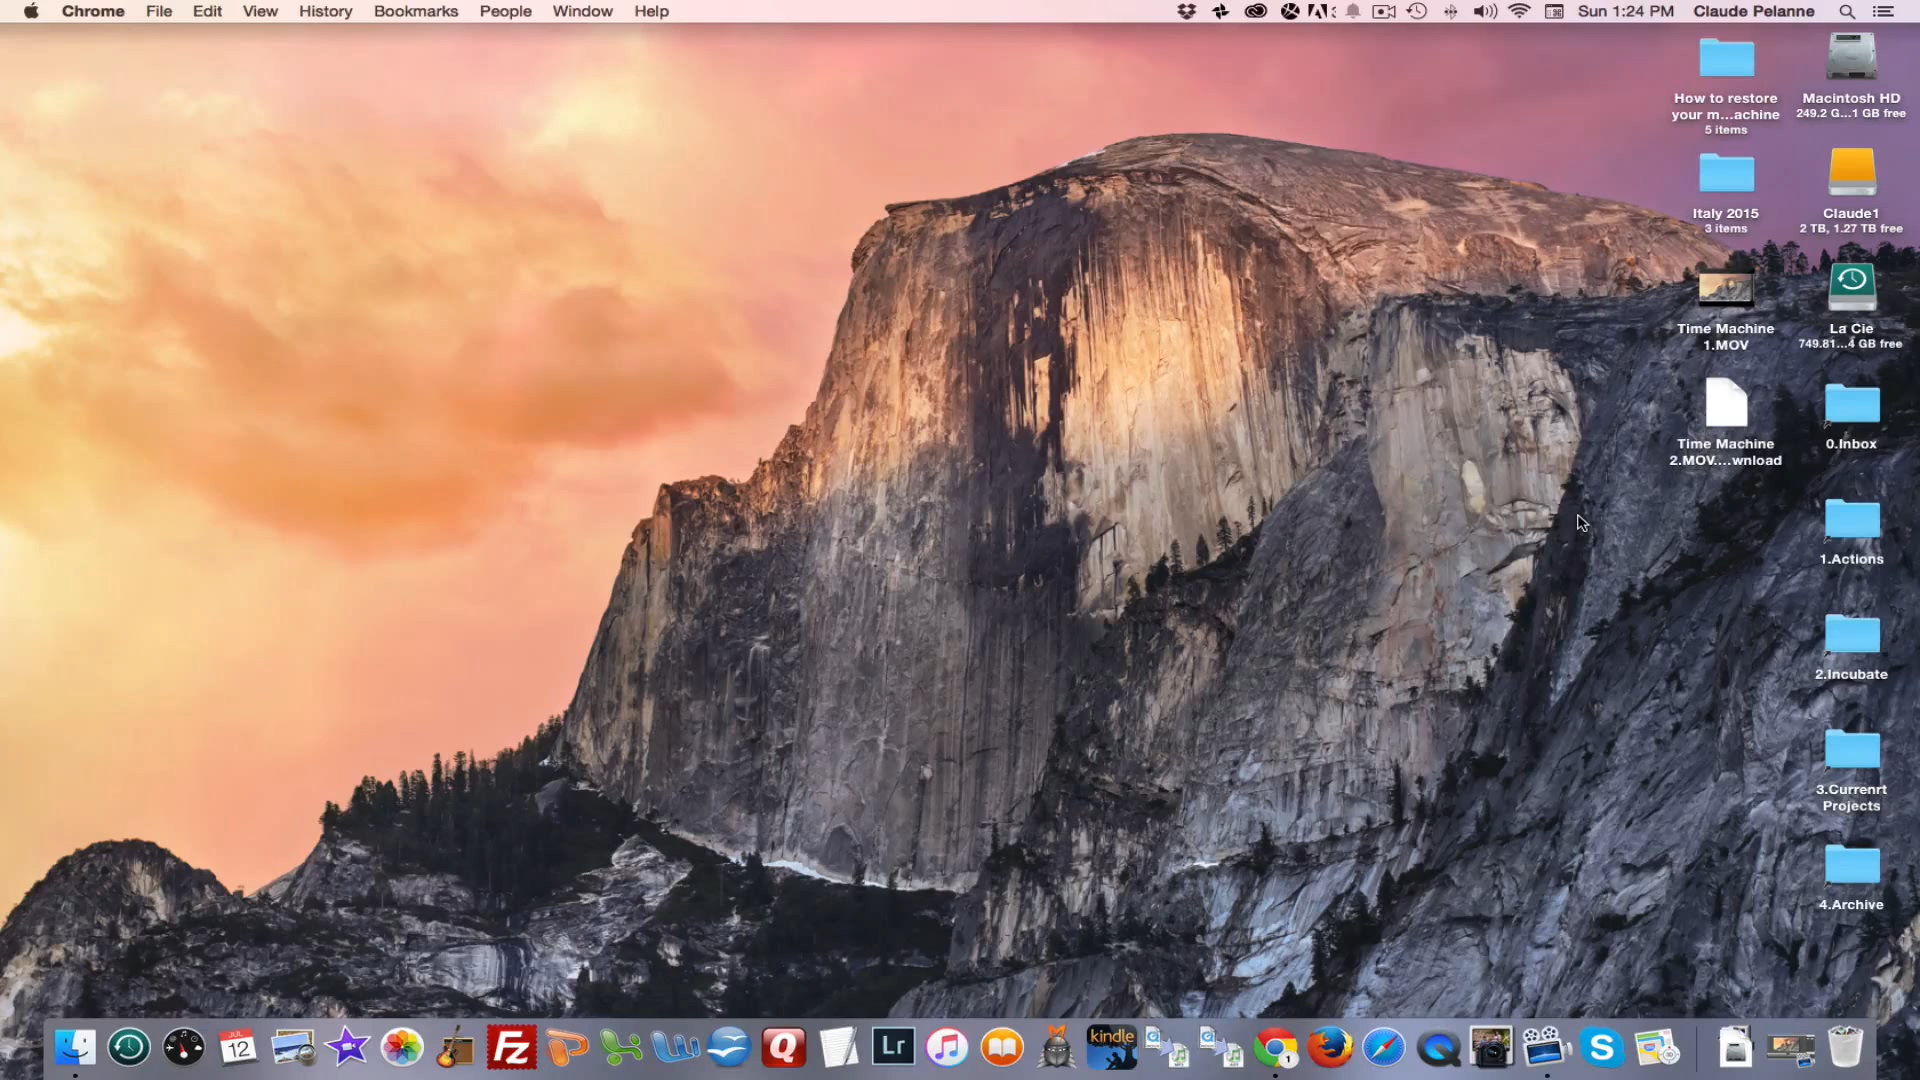 Chrome File Edit View History Bookmarks People Window Help Sun 1:24 PM Claude Pelanne
How to restore
your m...achine
5 items
Macintosh HD
249.2 G...1 GB free
Italy 2015
3 items
Claude1
2 TB, 1.27 TB free
Time Machine
1.MOV
La Cie
749.81...4 GB free
Time Machine
2.MOV....wnload
0.Inbox
1.Actions
2.Incubate
3.Currenrt
Projects
4.Archive
JUL
12
Fz
Q
Lr
kindle
1
S